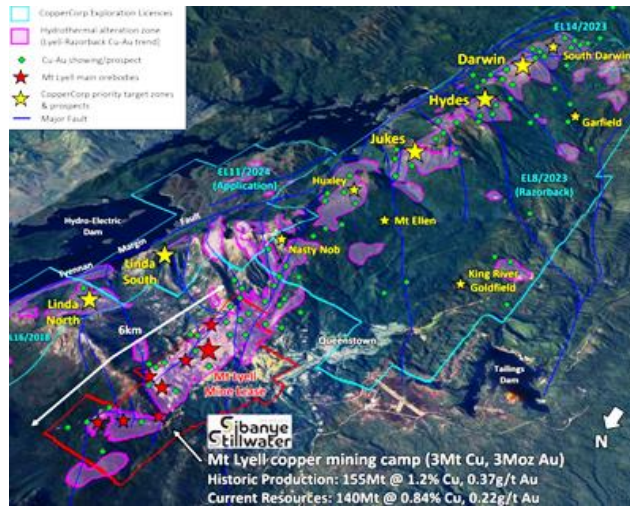 CopperCorp Exploration Licences
Hydrothermal alteration zone
(Lyell-Razorback Cu-Au trend)
Cu-Au showing/prospect
Mt Lyell main orebodies
CopperCorp priority target zones
& prospects
Major Fault
EL14/2023
Darwin
South Darwin
Hydes
Garfield
Jukes
EL11/2024
(Application)
Huxley
EL8/2023
(Razorback)
Hydro-Electric
Dam
Mt Ellen
Tyennan Margin Fault
Nasty Nob
Linda
South
King River
Goldfield
Linda
North
6km
EL16/2018
Queenstown
Tailings
Dam
Mt Lyell
Mine Lease
N
Sibanye
Stillwater
Mt Lyell copper mining camp (3Mt Cu, 3Moz Au)
Historic Production: 155Mt @ 1.2% Cu, 0.37g/t Au
Current Resources: 140Mt @ 0.84% Cu, 0.22g/t Au